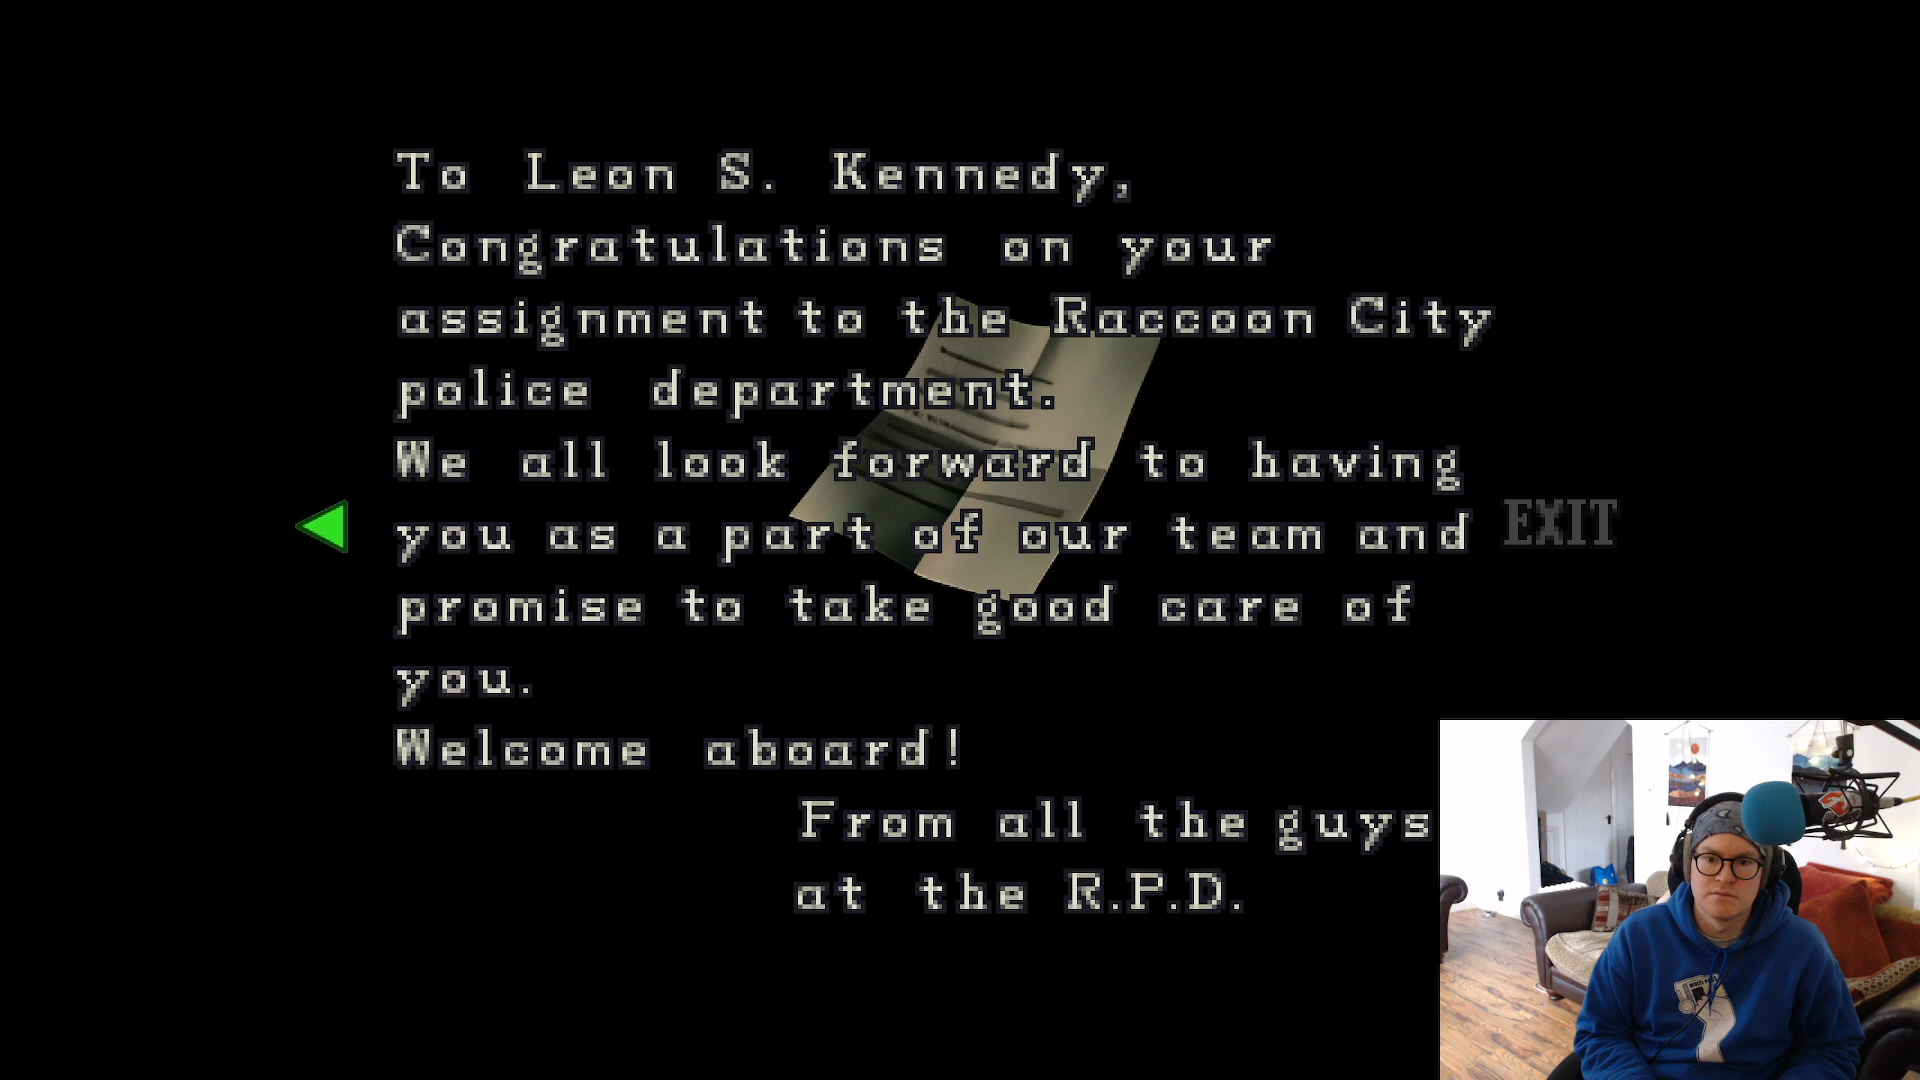 To Leon S. Kennedy,
Congratulations on your
assignment to the Raccoon City
police department.
We all look forward to having
you as a part of our team and
promise to take good care of
you.
Welcome aboard!
From all the guys
at the R.P.D.
EXIT